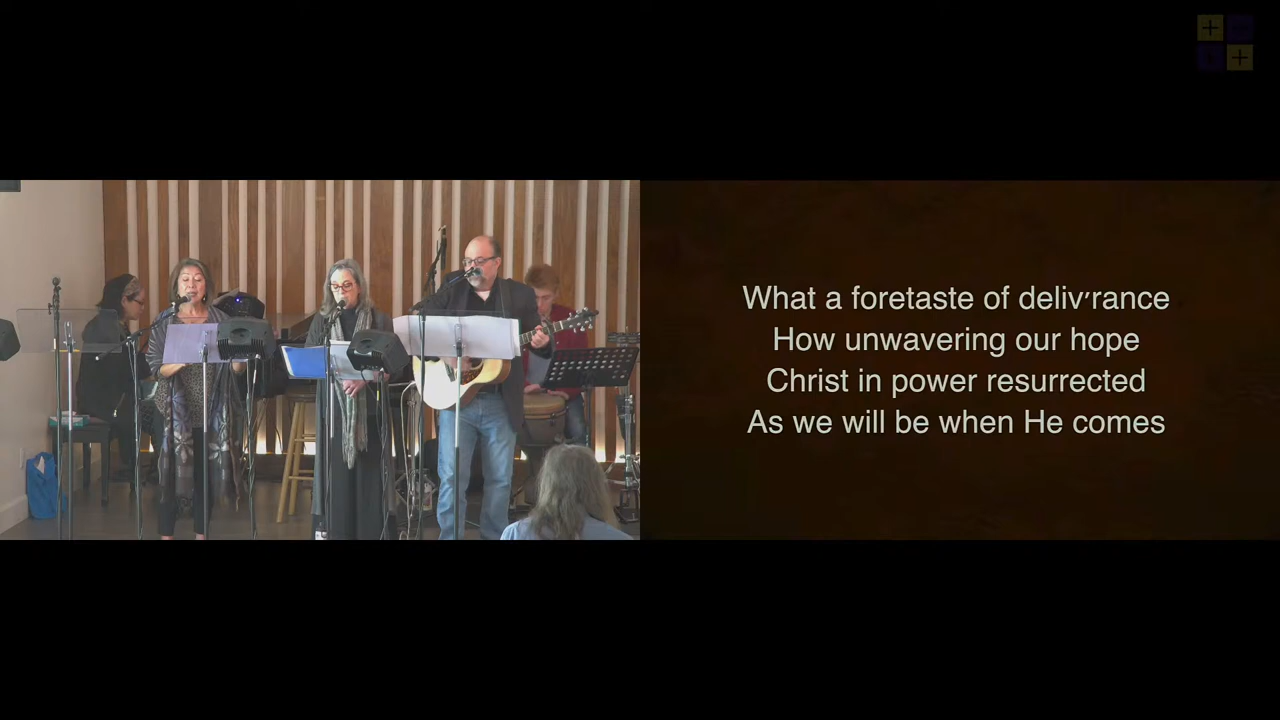 What a foretaste of deliv′rance
How unwavering our hope
Christ in power resurrected
As we will be when He comes